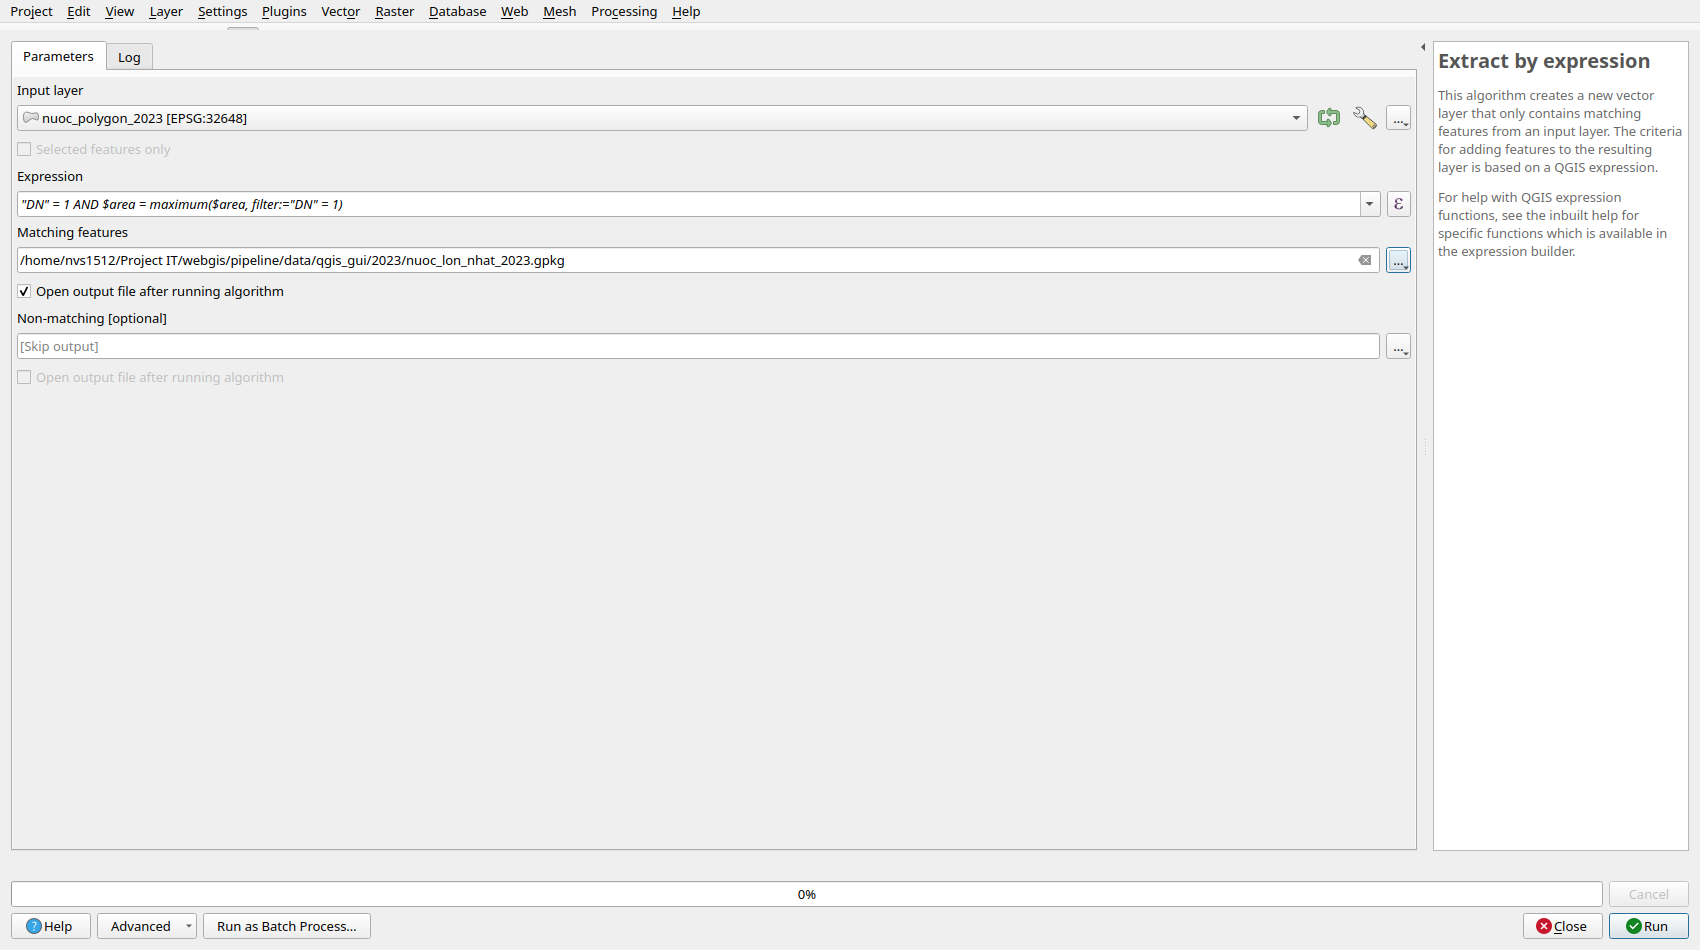 Project Edit View Layer Settings Plugins Vector Raster Database Web Mesh Processing Help
Parameters Log
Input layer
nuoc_polygon_2023 [EPSG:32648]
...
Selected features only
Expression
"DN" = 1 AND $area = maximum($area, filter:="DN" = 1)
ε
Matching features
/home/nvs1512/Project IT/webgis/pipeline/data/qgis_gui/2023/nuoc_lon_nhat_2023.gpkg
...
Open output file after running algorithm
Non-matching [optional]
[Skip output]
...
Open output file after running algorithm
Extract by expression
This algorithm creates a new vector
layer that only contains matching
features from an input layer. The criteria
for adding features to the resulting
layer is based on a QGIS expression.
For help with QGIS expression
functions, see the inbuilt help for
specific functions which is available in
the expression builder.
0%
Cancel
? Help Advanced Run as Batch Process... Close Run